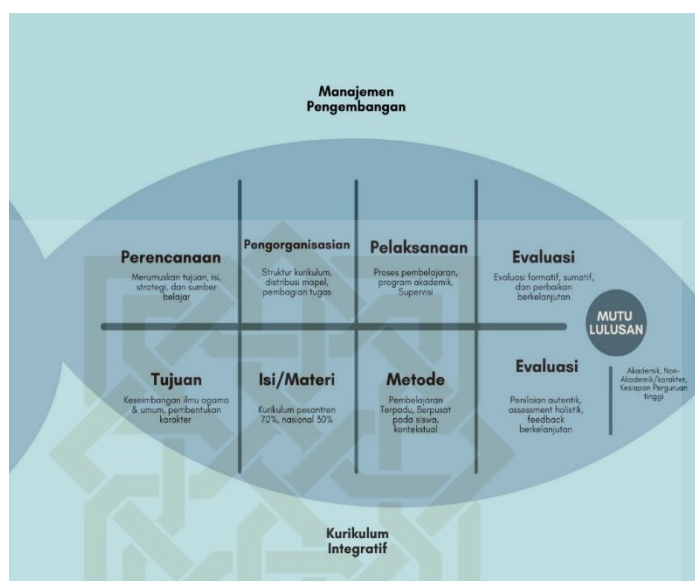 Manajemen
Pengembangan
Perencanaan
Merumuskan tujuan, isi,
strategi, dan sumber
belajar
Pengorganisasian
Struktur kurikulum,
distribusi mapel,
pembagian tugas
Pelaksanaan
Proses pembelajaran,
program akademik,
Supervisi
Evaluasi
Evaluasi formatif, sumatif,
dan perbaikan
berkelanjutan
MUTU
LULUSAN
Tujuan
Keseimbangan ilmu agama
& umum, pembentukan
karakter
Isi/Materi
Kurikulum pesantren
70%, nasional 30%
Metode
Pembelajaran
Terpadu, Berpusat
pada siswa,
kontekstual
Evaluasi
Penilaian autentik,
assessment holistik,
feedback
berkelanjutan
Akademik, Non-
Akademik/karakter,
Kesiapan Perguruan
tinggi
Kurikulum
Integratif